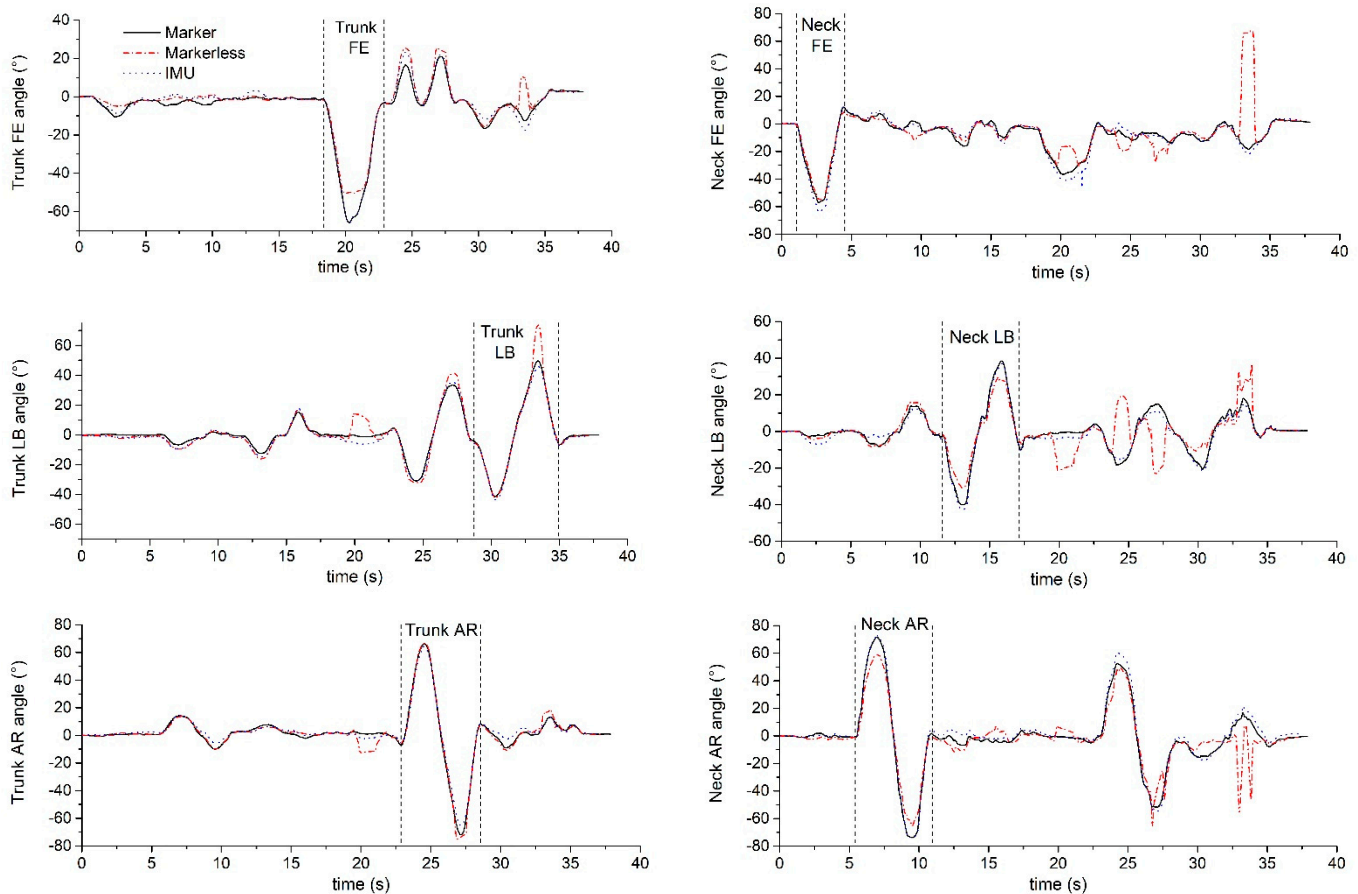 40
20
0
-20
-40
-60
Trunk FE angle (°)
Marker
Markerless
IMU
Trunk
FE
0 5 10 15 20 25 30 35 40
time (s)
80
60
40
20
0
-20
-40
-60
-80
Neck FE angle (°)
Neck
FE
0 5 10 15 20 25 30 35 40
time (s)
60
40
20
0
-20
-40
-60
Trunk LB angle (°)
Trunk
LB
0 5 10 15 20 25 30 35 40
time (s)
60
40
20
0
-20
-40
-60
Neck LB angle (°)
Neck LB
0 5 10 15 20 25 30 35 40
time (s)
80
60
40
20
0
-20
-40
-60
-80
Trunk AR angle (°)
Trunk AR
0 5 10 15 20 25 30 35 40
time (s)
80
60
40
20
0
-20
-40
-60
-80
Neck AR angle (°)
Neck AR
0 5 10 15 20 25 30 35 40
time (s)